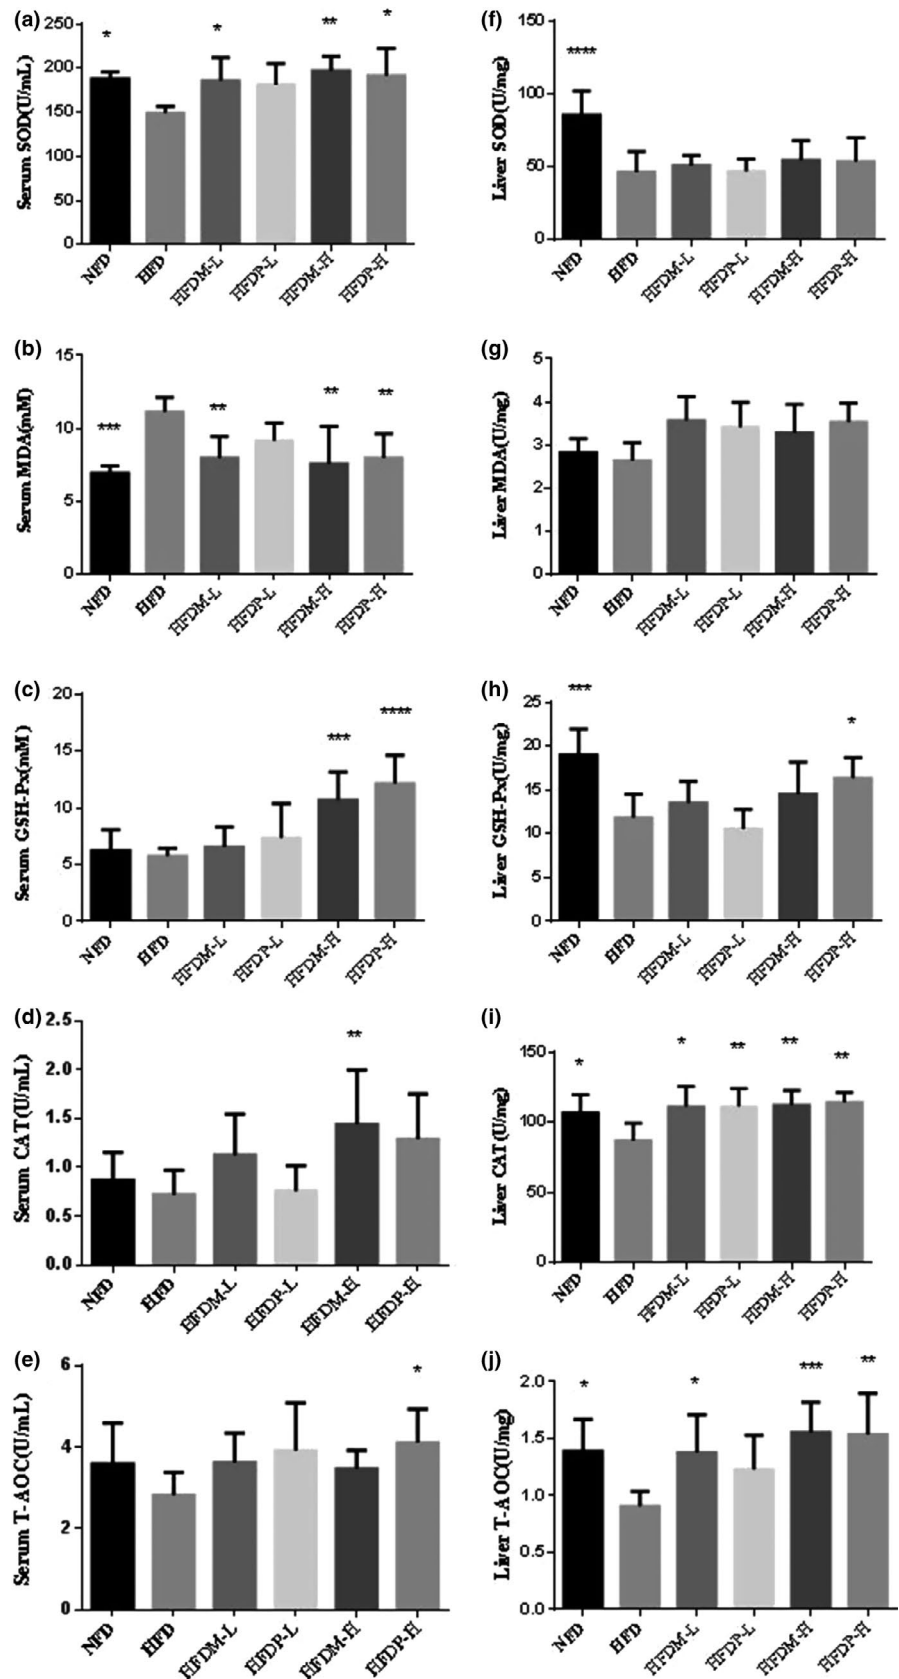 (a)
Serum SOD(U/mL)
250
200
150
100
50
0
* * ** *
NFD HFD HFDM-L HFDP-L HFDM-H HFDP-H
(f)
Liver SOD(U/mg)
150
100
50
0
****
NFD HFD HFDM-L HFDP-L HFDM-H HFDP-H
(b)
Serum MDA(mM)
15
10
5
0
*** ** ** **
NFD HFD HFDM-L HFDP-L HFDM-H HFDP-H
(g)
Liver MDA(U/mg)
5
4
3
2
1
0
NFD HFD HFDM-L HFDP-L HFDM-H HFDP-H
(c)
Serum GSH-Px(mM)
20
15
10
5
0
*** ****
NFD HFD HFDM-L HFDP-L HFDM-H HFDP-H
(h)
Liver GSH-Px(U/mg)
25
20
15
10
5
0
*** *
NFD HFD HFDM-L HFDP-L HFDM-H HFDP-H
(d)
Serum CAT(U/mL)
2.5
2.0
1.5
1.0
0.5
0.0
**
NFD HFD HFDM-L HFDP-L HFDM-H HFDP-H
(i)
Liver CAT(U/mg)
150
100
50
0
* * ** ** **
NFD HFD HFDM-L HFDP-L HFDM-H HFDP-H
(e)
Serum T-AOC(U/mL)
6
4
2
0
*
NFD HFD HFDM-L HFDP-L HFDM-H HFDP-H
(j)
Liver T-AOC(U/mg)
2.0
1.5
1.0
0.5
0.0
* * *** **
NFD HFD HFDM-L HFDP-L HFDM-H HFDP-H